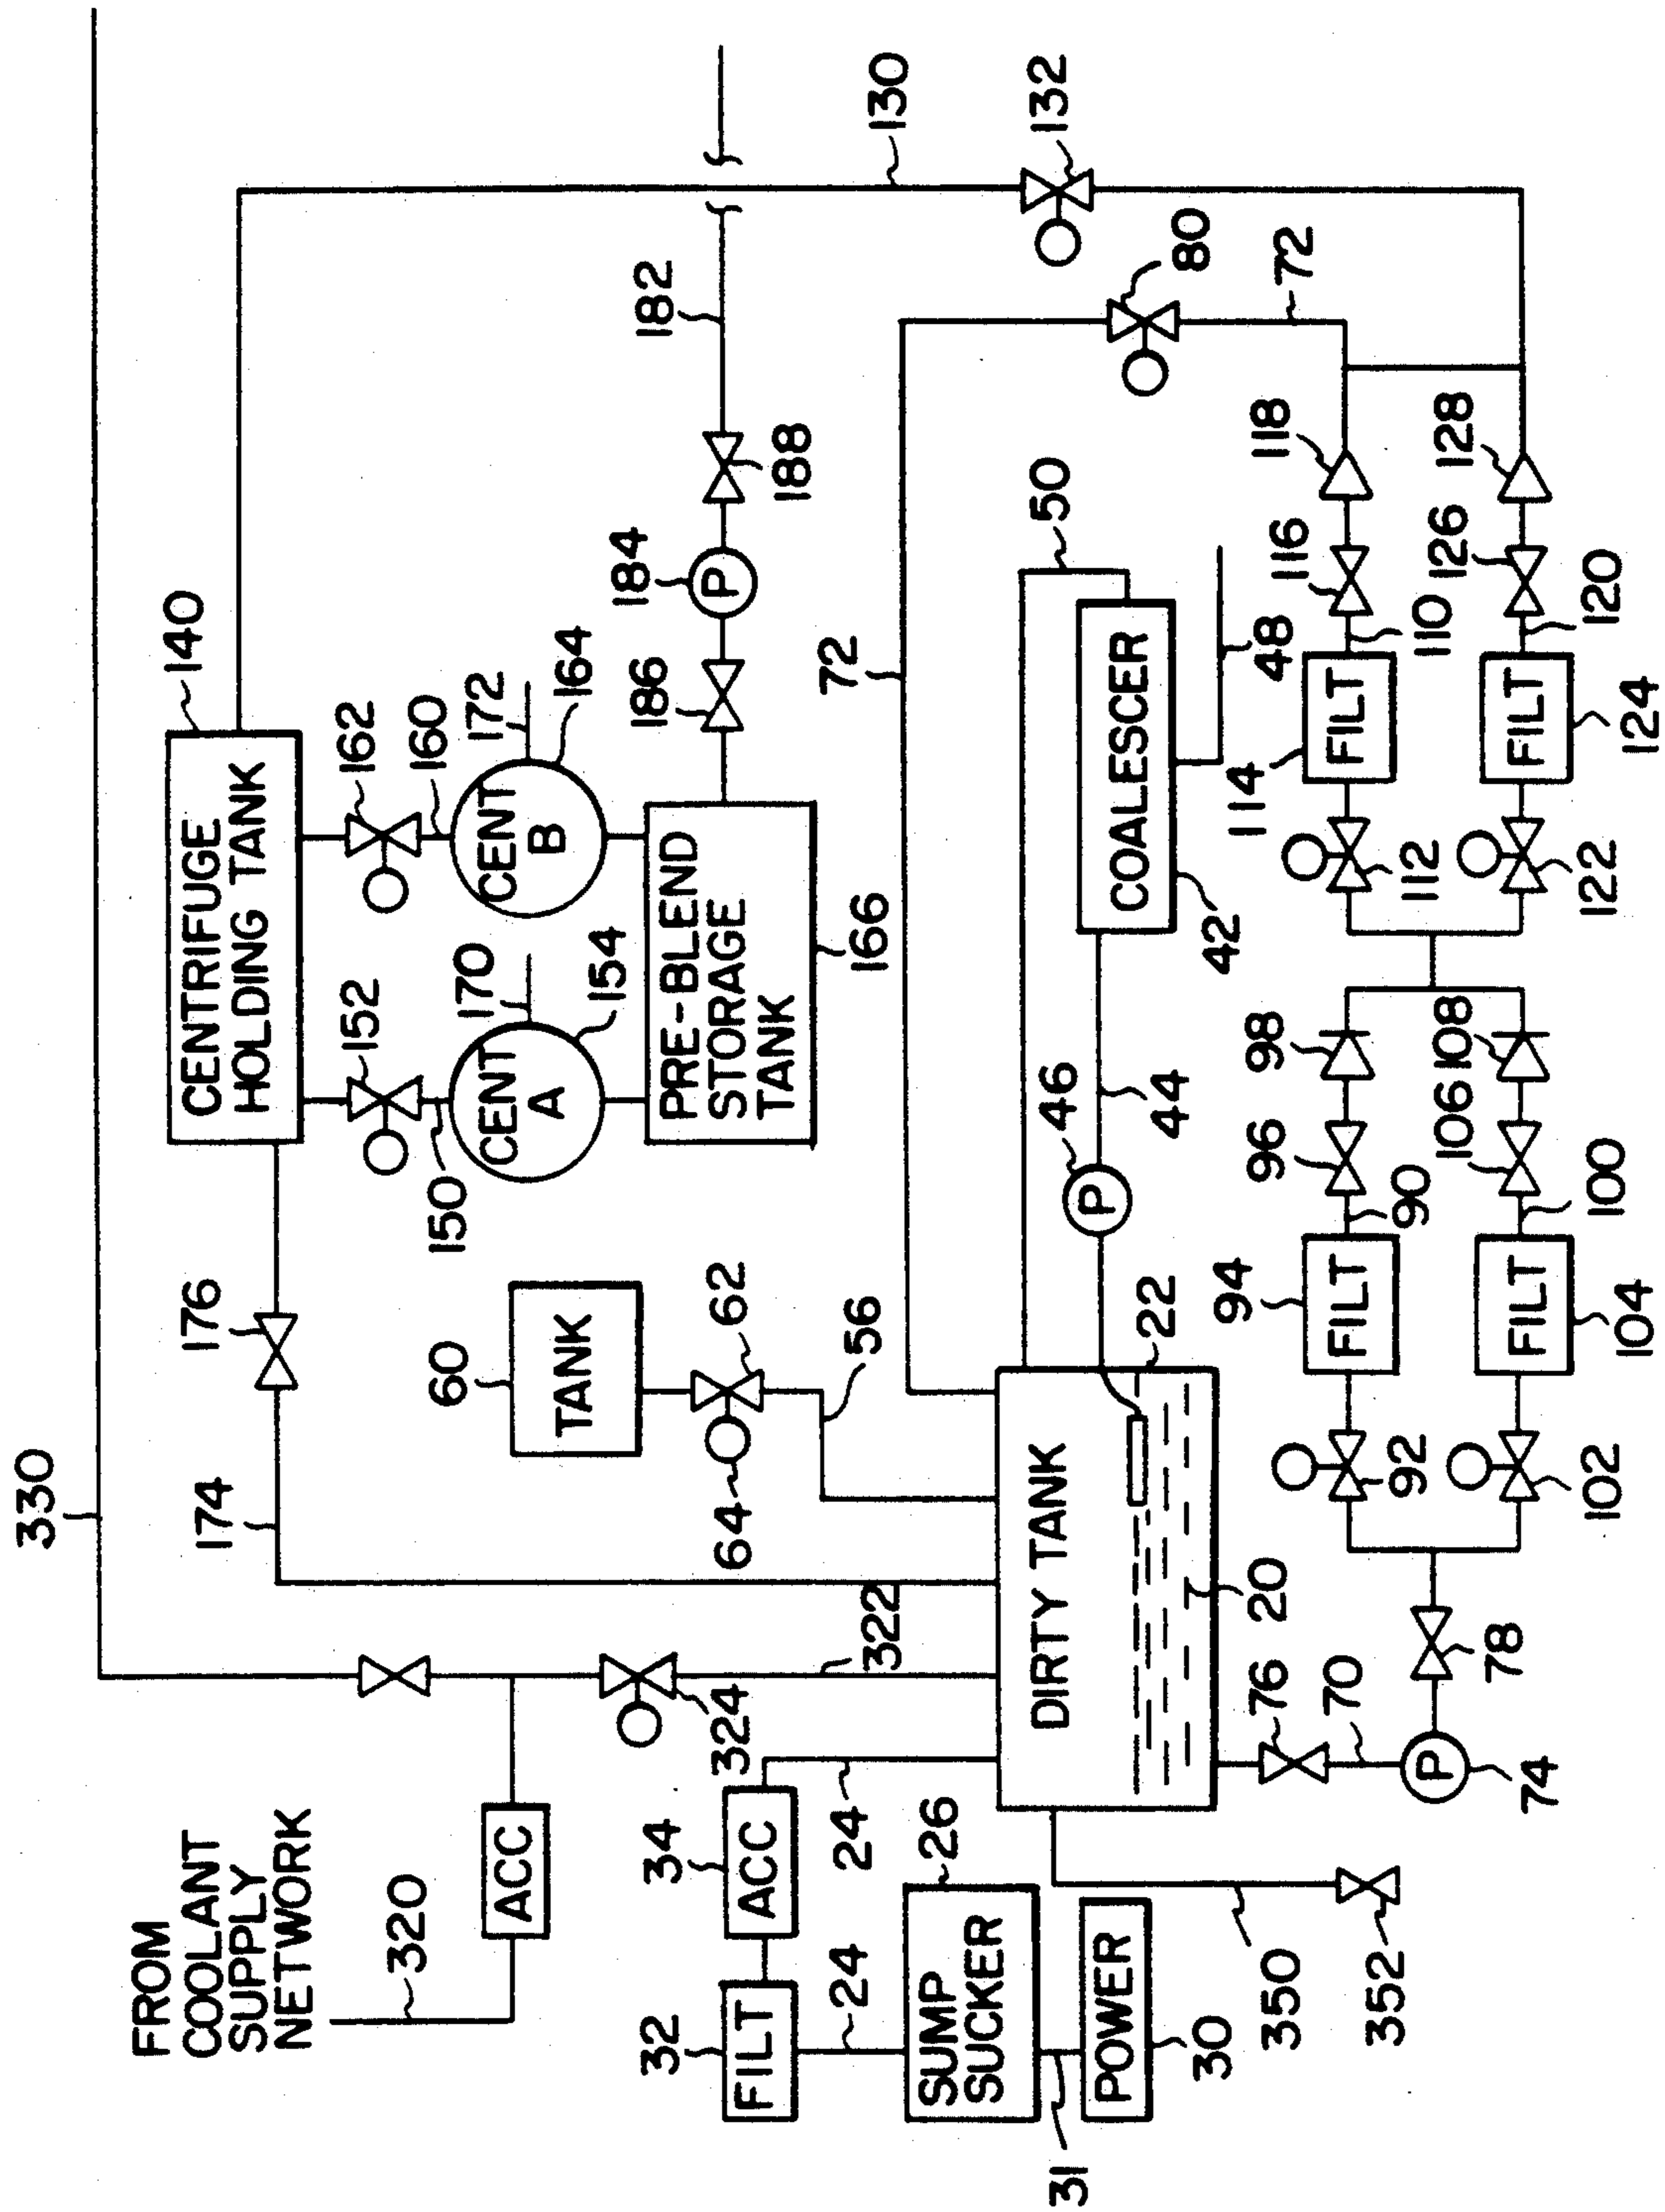 330
FROM
COOLANT
SUPPLY
NETWORK
320
ACC
174
176
CENTRIFUGE
HOLDING TANK
140
152
150
162
160
CENT
A
170
154
CENT
B
172
164
PRE-BLEND
STORAGE
TANK
166
186
P
184
188
182
130
132
324
322
60
TANK
62
64
56
32
FILT
34
ACC
24
24
26
SUMP
SUCKER
31
POWER
30
350
352
DIRTY TANK
22
20
72
80
72
46
P
44
COALESCER
42
50
48
76
70
P
74
78
92
94
FILT
90
96
98
102
FILT
104
100
106
108
112
114
FILT
110
116
118
122
FILT
124
120
126
128